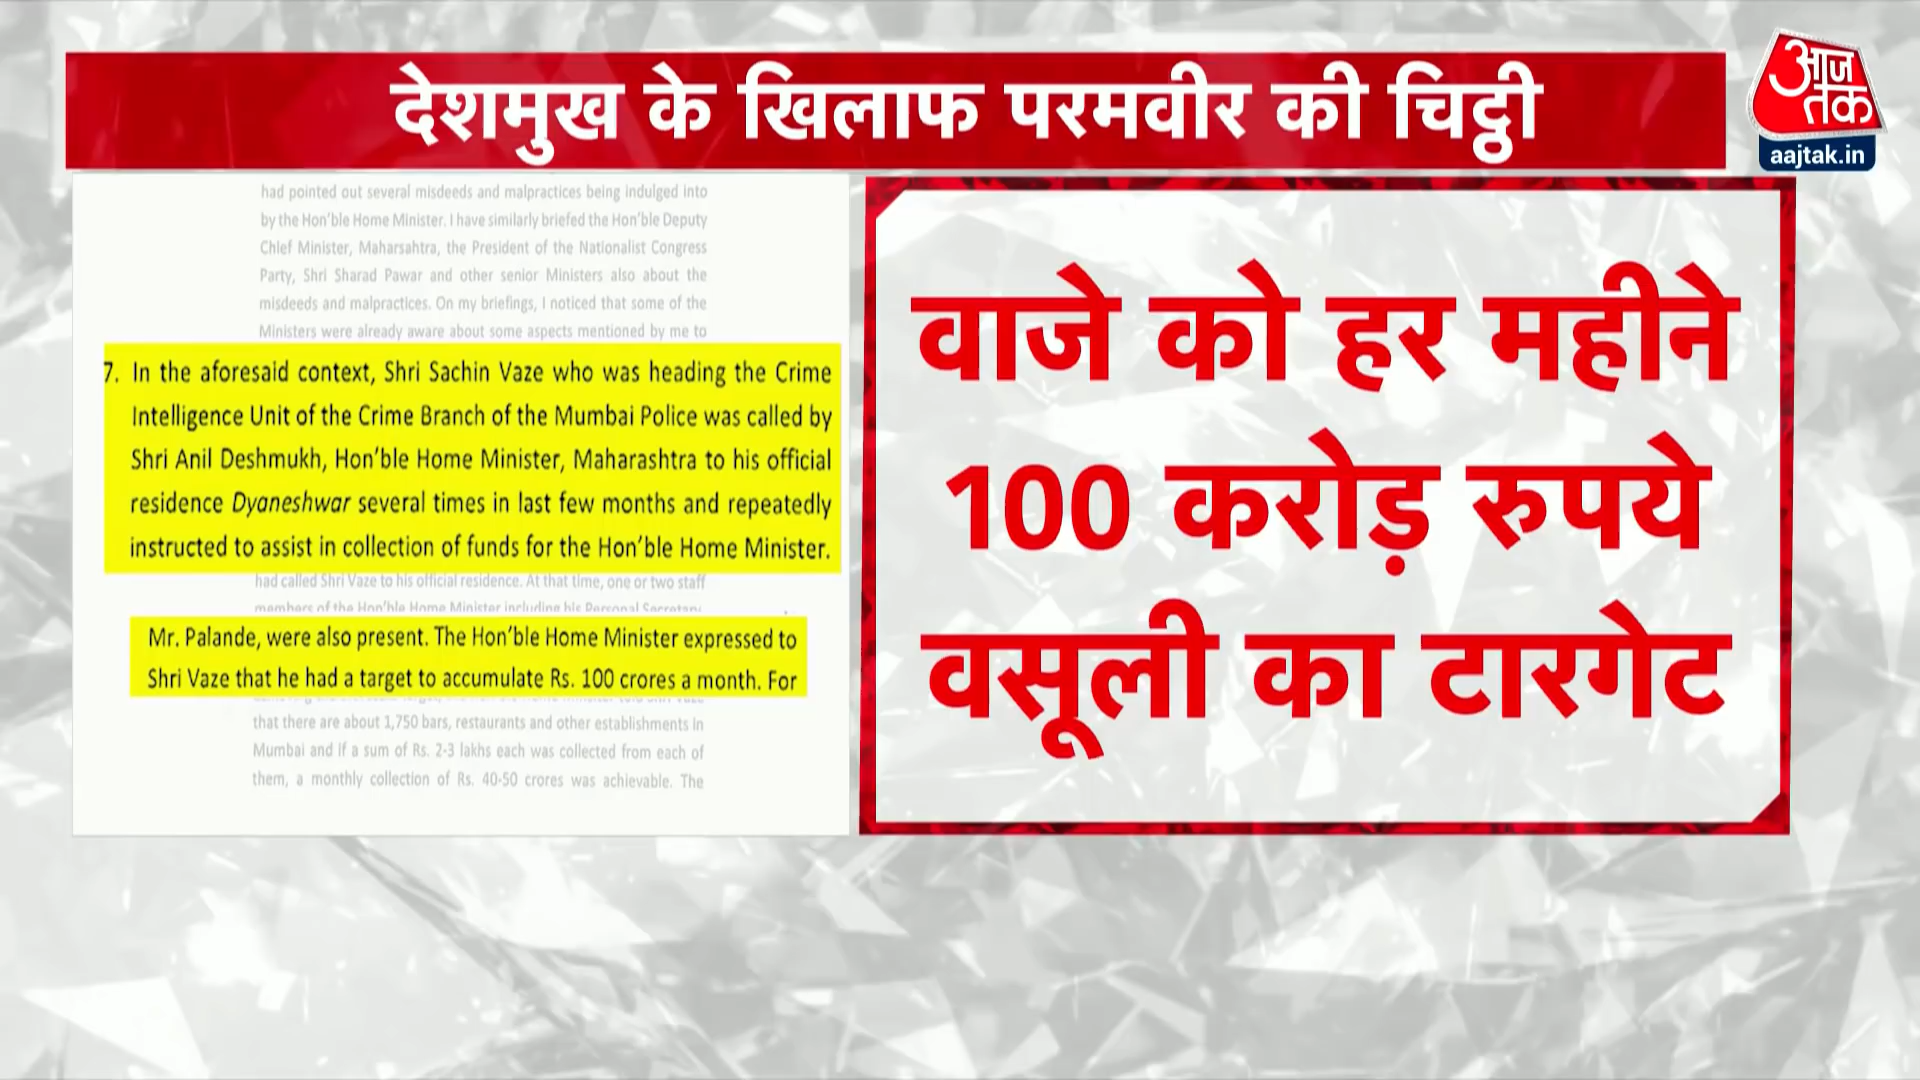 देशमुख के खिलाफ परमवीर की चिट्ठी
आज
तक
aajtak.in
had pointed out several misdeeds and malpractices being indulged into
by the Hon'ble Home Minister. I have similarly briefed the Hon'ble Deputy
Chief Minister, Maharsahtra, the President of the Nationalist Congress
Party, Shri Sharad Pawar and other senior Ministers also about the
misdeeds and malpractices. On my briefings, I noticed that some of the
Ministers were already aware about some aspects mentioned by me to
7. In the aforesaid context, Shri Sachin Vaze who was heading the Crime
Intelligence Unit of the Crime Branch of the Mumbai Police was called by
Shri Anil Deshmukh, Hon'ble Home Minister, Maharashtra to his official
residence Dyaneshwar several times in last few months and repeatedly
instructed to assist in collection of funds for the Hon'ble Home Minister.
had called Shri Vaze to his official residence. At that time, one or two staff
members of the Hon'ble Home Minister including his Personal Secretary,
Mr. Palande, were also present. The Hon'ble Home Minister expressed to
Shri Vaze that he had a target to accumulate Rs. 100 crores a month. For
that there are about 1,750 bars, restaurants and other establishments in
Mumbai and if a sum of Rs. 2-3 lakhs each was collected from each of
them, a monthly collection of Rs. 40-50 crores was achievable. The
वाजे को हर महीने
100 करोड़ रुपये
वसूली का टारगेट